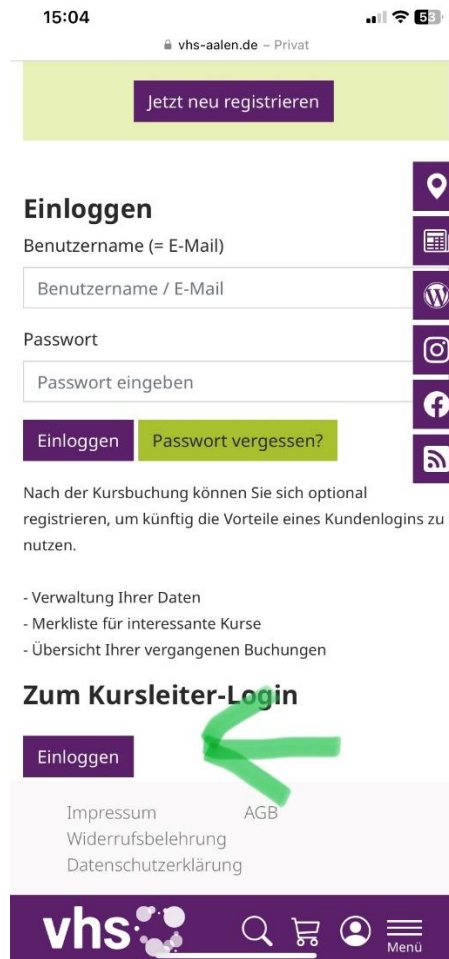 15:04
53
vhs-aalen.de – Privat
Jetzt neu registrieren
Einloggen
Benutzername (= E-Mail)
Benutzername / E-Mail
Passwort
Passwort eingeben
Einloggen
Passwort vergessen?
Nach der Kursbuchung können Sie sich optional
registrieren, um künftig die Vorteile eines Kundenlogins zu
nutzen.
- Verwaltung Ihrer Daten
- Merkliste für interessante Kurse
- Übersicht Ihrer vergangenen Buchungen
Zum Kursleiter-Login
Einloggen
Impressum
AGB
Widerrufsbelehrung
Datenschutzerklärung
vhs
Menü